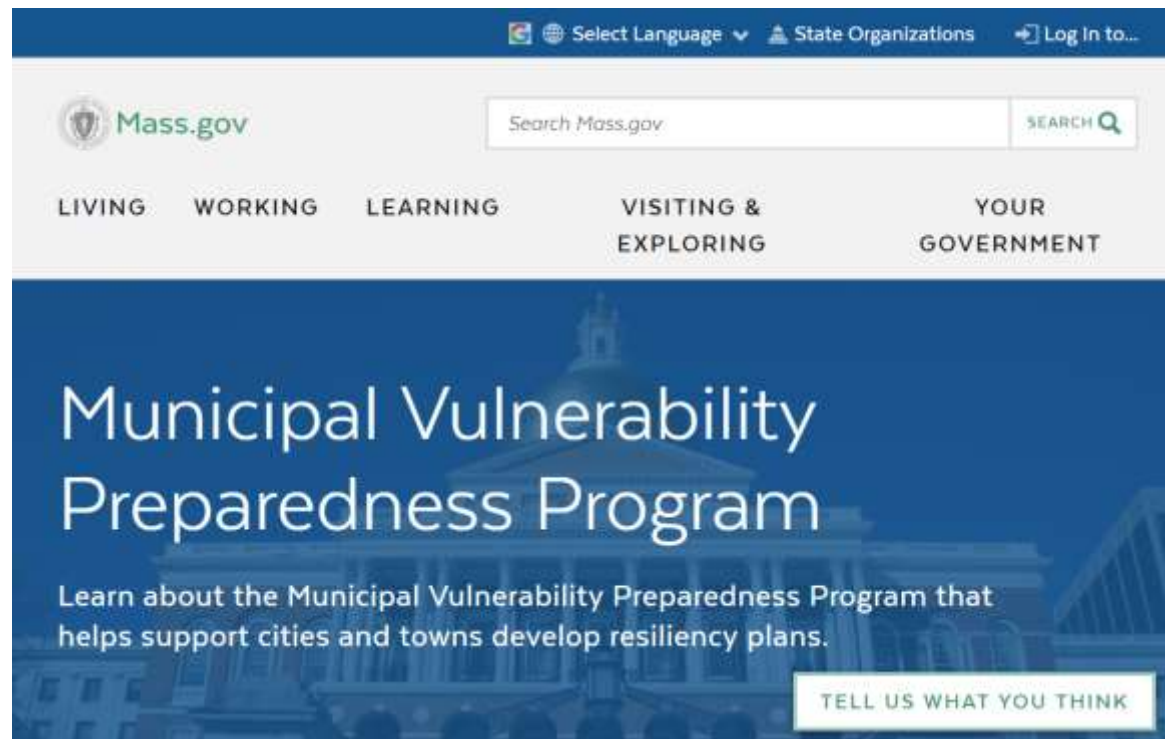 Select Language State Organizations Log In to...
Mass.gov Search Mass.gov SEARCH
LIVING WORKING LEARNING VISITING & EXPLORING YOUR GOVERNMENT
Municipal Vulnerability
Preparedness Program
Learn about the Municipal Vulnerability Preparedness Program that
helps support cities and towns develop resiliency plans.
TELL US WHAT YOU THINK